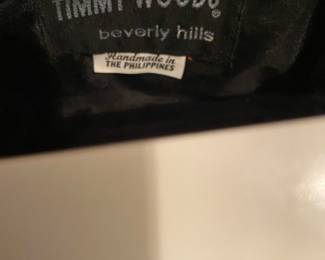 TIMMY WOODS®
beverly hills
Handmade in
THE PHILIPPINES